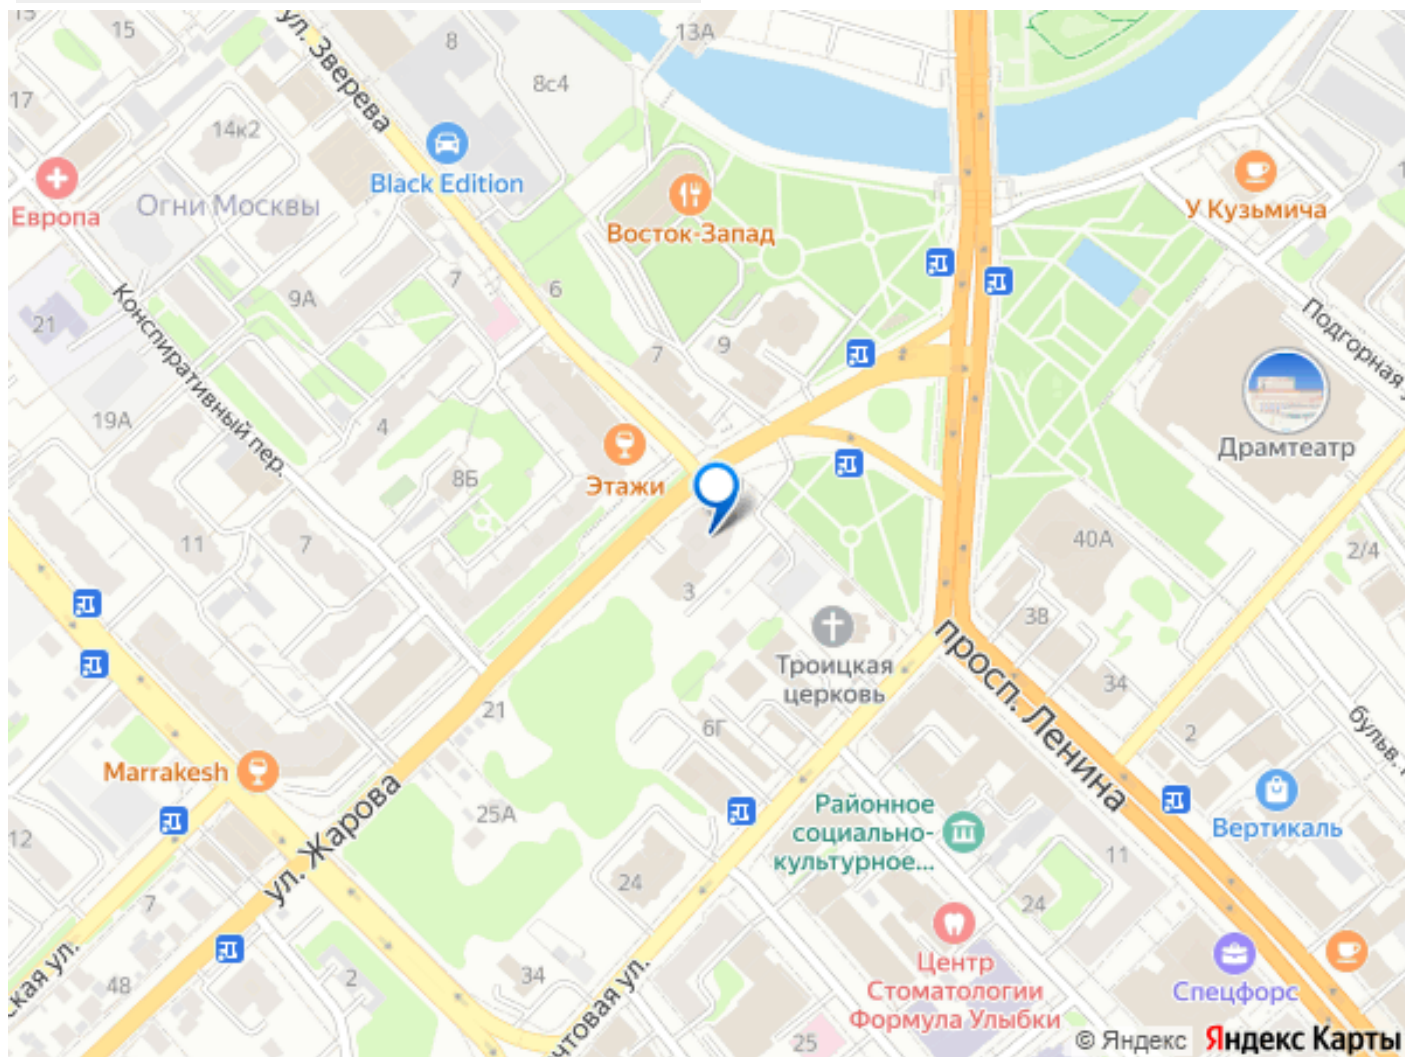 15
15
ул. Зверева
8
13А
8с4
17
14к2
Black Edition
Европа
Огни Москвы
Восток-Запад
У Кузьмича
7
6
9А
21
Конспиративный пер.
7
9
Подгорная
Драмтеатр
19А
4
8Б
Этажи
11
7
40А
2/4
3
38
Троицкая
церковь
просп. Ленина
34
21
6Г
2
бульв.
Marrakesh
25А
ул. Жарова
Районное
социально-
культурное...
Вертикаль
12
11
7
24
24
ская ул.
48
2
34
чтовая ул.
Центр
Стоматологии
Формула Улыбки
Спецфорс
25
© Яндекс Яндекс Карты